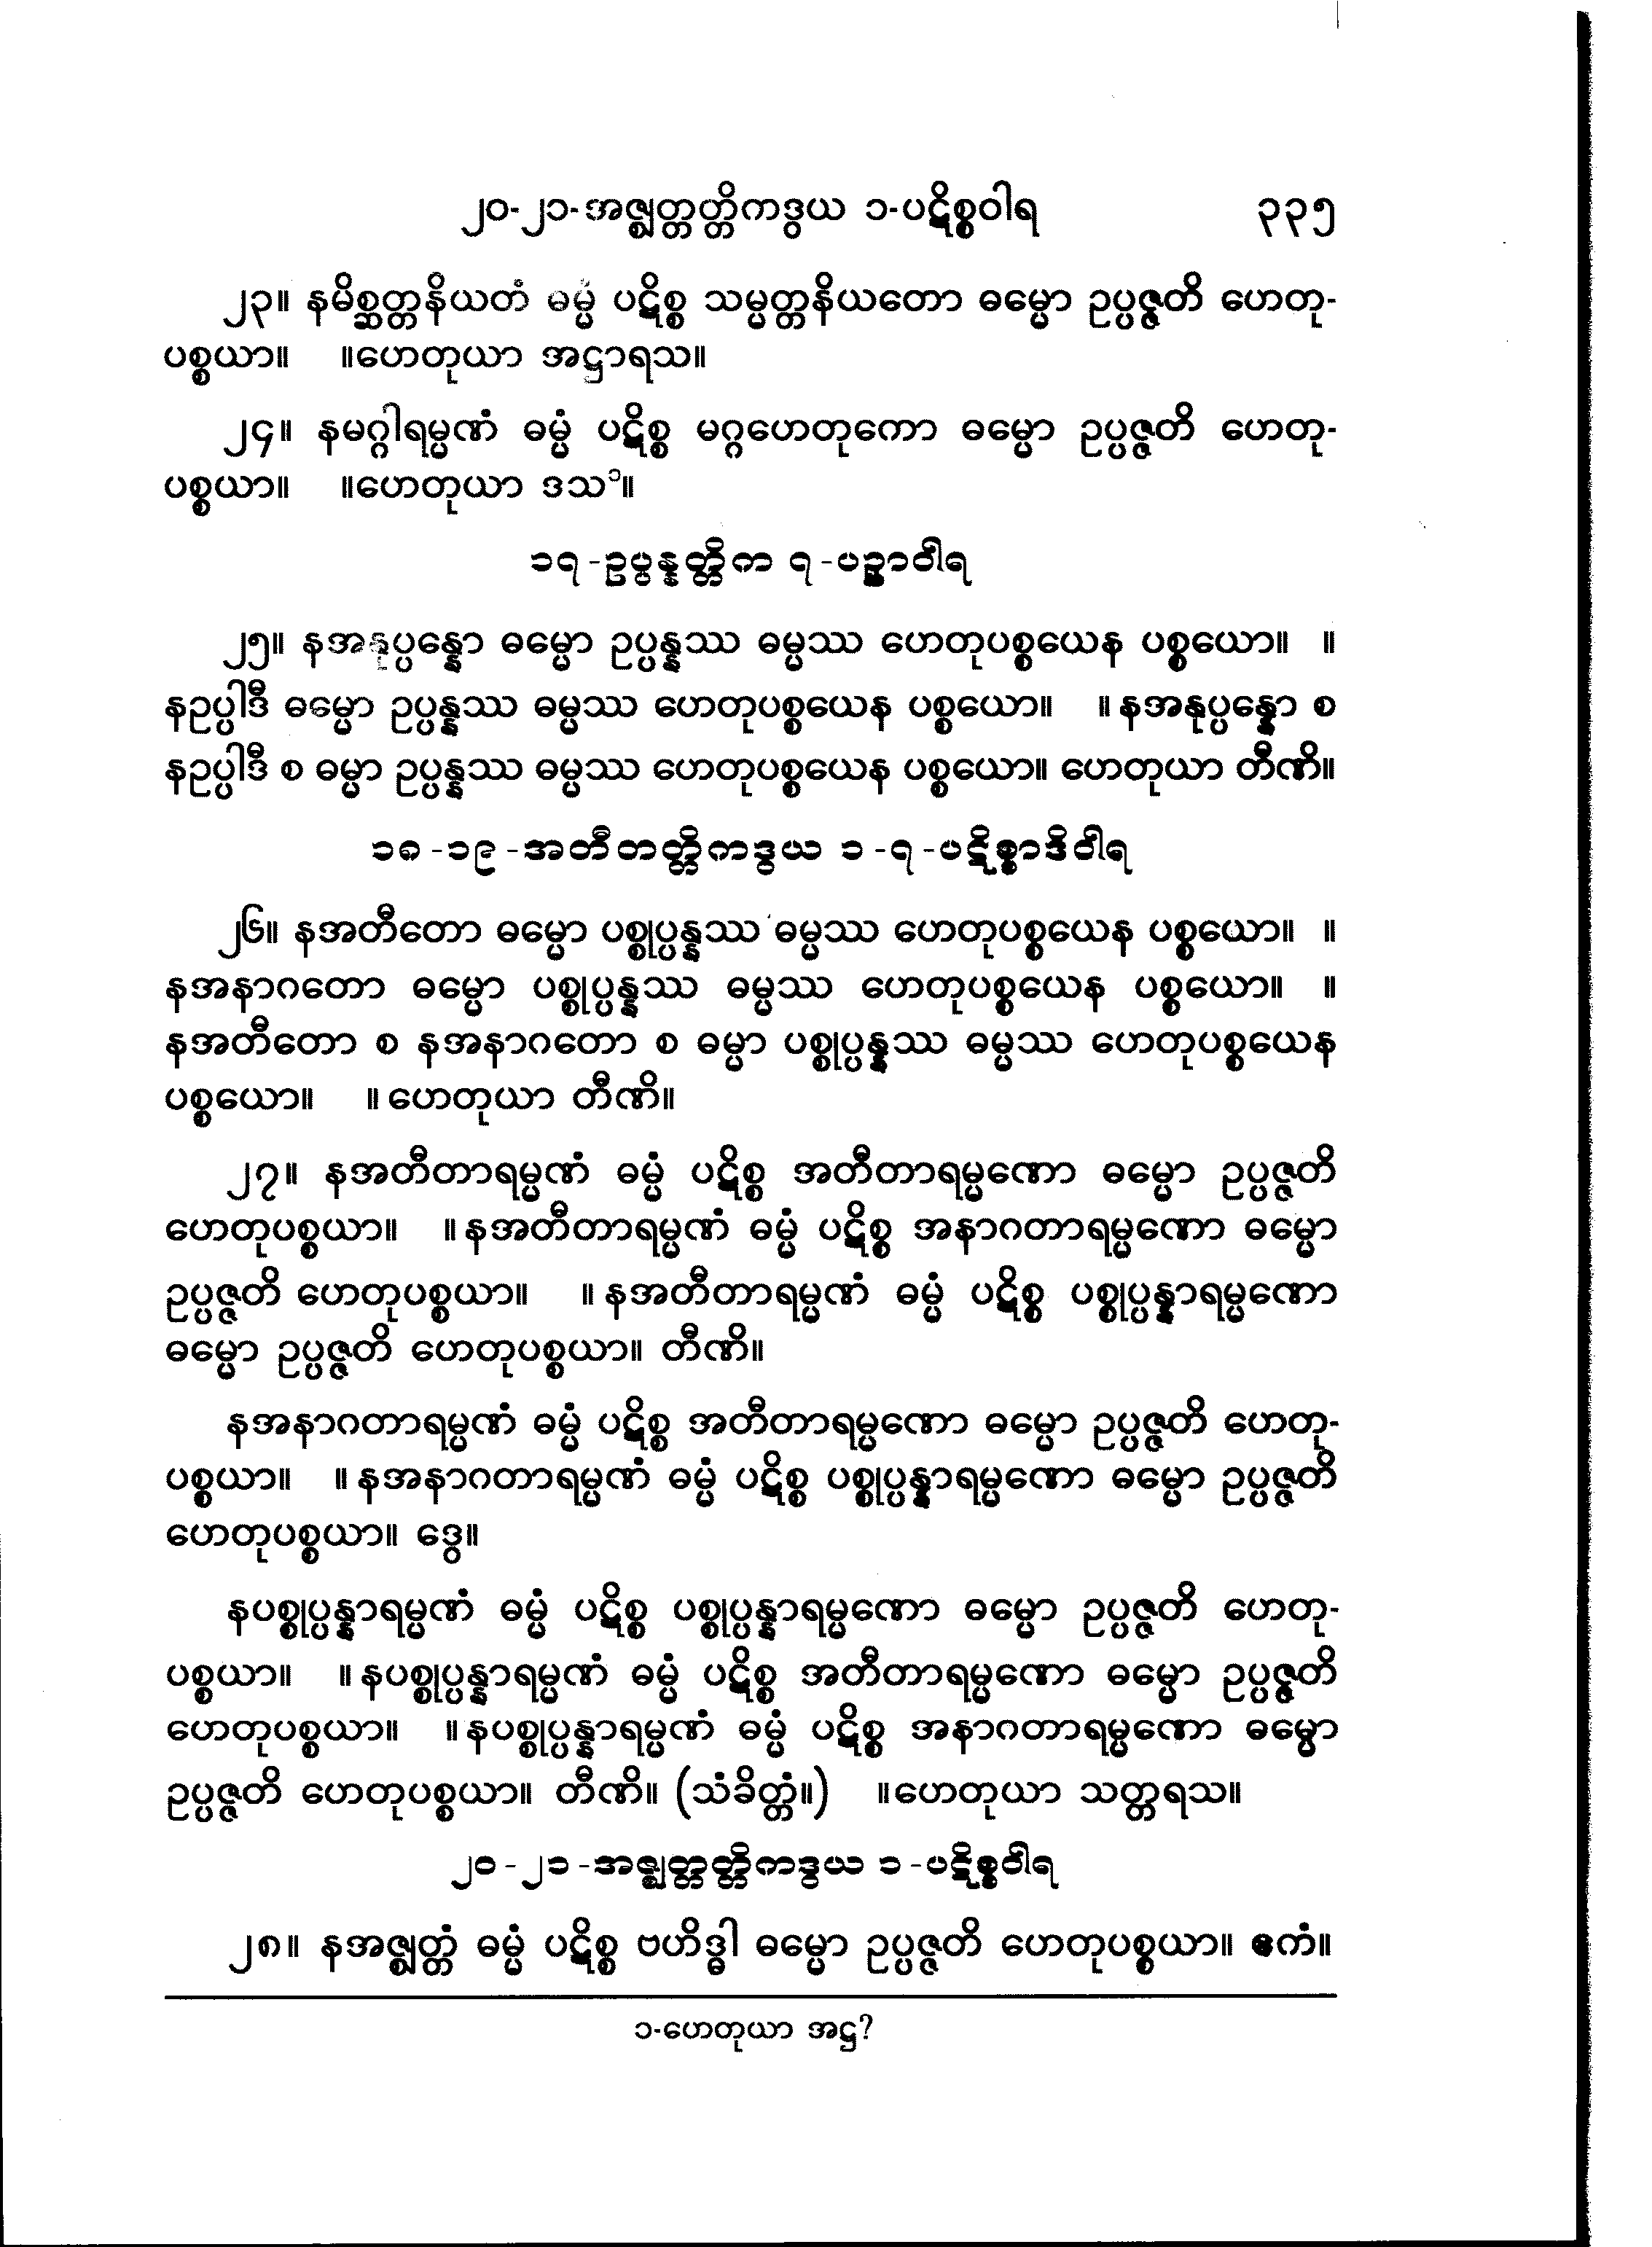 ၂၀-၂၁-အဇ္ဈတ္တတ္တိကဒွယ ၁-ပဋိစ္စဝါရ ၃၃၅
၂၃။ နမိစ္ဆတ္တနိယတံ ဓမ္မံ ပဋိစ္စ သမ္မတ္တနိယတော ဓမ္မော ဥပ္ပဇ္ဇတိ ဟေတု-
ပစ္စယာ။ ။ဟေတုယာ အဋ္ဌာရသ။
၂၄။ နမဂ္ဂါရမ္မဏံ ဓမ္မံ ပဋိစ္စ မဂ္ဂဟေတုကော ဓမ္မော ဥပ္ပဇ္ဇတိ ဟေတု-
ပစ္စယာ။ ။ဟေတုယာ ဒသ၁။
၁၇-ဥပ္ပန္နတ္တိက ၇-ပဉှာဝါရ
၂၅။ နအနုပ္ပန္နော ဓမ္မော ဥပ္ပန္နဿ ဓမ္မဿ ဟေတုပစ္စယေန ပစ္စယော။ ။
နဥပ္ပါဒီ ဓမ္မော ဥပ္ပန္နဿ ဓမ္မဿ ဟေတုပစ္စယေန ပစ္စယော။ ။နအနုပ္ပန္နော စ
နဥပ္ပါဒီ စ ဓမ္မာ ဥပ္ပန္နဿ ဓမ္မဿ ဟေတုပစ္စယေန ပစ္စယော။ ဟေတုယာ တီဏိ။
၁၈-၁၉-အတီတတ္တိကဒွယ ၁-၇-ပဋိစ္စာဒိဝါရ
၂၆။ နအတီတော ဓမ္မော ပစ္စုပ္ပန္နဿ ဓမ္မဿ ဟေတုပစ္စယေန ပစ္စယော။ ။
နအနာဂတော ဓမ္မော ပစ္စုပ္ပန္နဿ ဓမ္မဿ ဟေတုပစ္စယေန ပစ္စယော။ ။
နအတီတော စ နအနာဂတော စ ဓမ္မာ ပစ္စုပ္ပန္နဿ ဓမ္မဿ ဟေတုပစ္စယေန
ပစ္စယော။ ။ဟေတုယာ တီဏိ။
၂၇။ နအတီတာရမ္မဏံ ဓမ္မံ ပဋိစ္စ အတီတာရမ္မဏော ဓမ္မော ဥပ္ပဇ္ဇတိ
ဟေတုပစ္စယာ။ ။နအတီတာရမ္မဏံ ဓမ္မံ ပဋိစ္စ အနာဂတာရမ္မဏော ဓမ္မော
ဥပ္ပဇ္ဇတိ ဟေတုပစ္စယာ။ ။နအတီတာရမ္မဏံ ဓမ္မံ ပဋိစ္စ ပစ္စုပ္ပန္နာရမ္မဏော
ဓမ္မော ဥပ္ပဇ္ဇတိ ဟေတုပစ္စယာ။ တီဏိ။
နအနာဂတာရမ္မဏံ ဓမ္မံ ပဋိစ္စ အတီတာရမ္မဏော ဓမ္မော ဥပ္ပဇ္ဇတိ ဟေတု-
ပစ္စယာ။ ။နအနာဂတာရမ္မဏံ ဓမ္မံ ပဋိစ္စ ပစ္စုပ္ပန္နာရမ္မဏော ဓမ္မော ဥပ္ပဇ္ဇတိ
ဟေတုပစ္စယာ။ ဒွေ။
နပစ္စုပ္ပန္နာရမ္မဏံ ဓမ္မံ ပဋိစ္စ ပစ္စုပ္ပန္နာရမ္မဏော ဓမ္မော ဥပ္ပဇ္ဇတိ ဟေတု-
ပစ္စယာ။ ။နပစ္စုပ္ပန္နာရမ္မဏံ ဓမ္မံ ပဋိစ္စ အတီတာရမ္မဏော ဓမ္မော ဥပ္ပဇ္ဇတိ
ဟေတုပစ္စယာ။ ။နပစ္စုပ္ပန္နာရမ္မဏံ ဓမ္မံ ပဋိစ္စ အနာဂတာရမ္မဏော ဓမ္မော
ဥပ္ပဇ္ဇတိ ဟေတုပစ္စယာ။ တီဏိ။ (သံခိတ္တံ။) ။ဟေတုယာ သတ္တရသ။
၂၀-၂၁-အဇ္ဈတ္တတ္တိကဒွယ ၁-ပဋိစ္စဝါရ
၂၈။ နအဇ္ဈတ္တံ ဓမ္မံ ပဋိစ္စ ဗဟိဒ္ဓါ ဓမ္မော ဥပ္ပဇ္ဇတိ ဟေတုပစ္စယာ။ ဧကံ။
၁-ဟေတုယာ အဋ္ဌ?